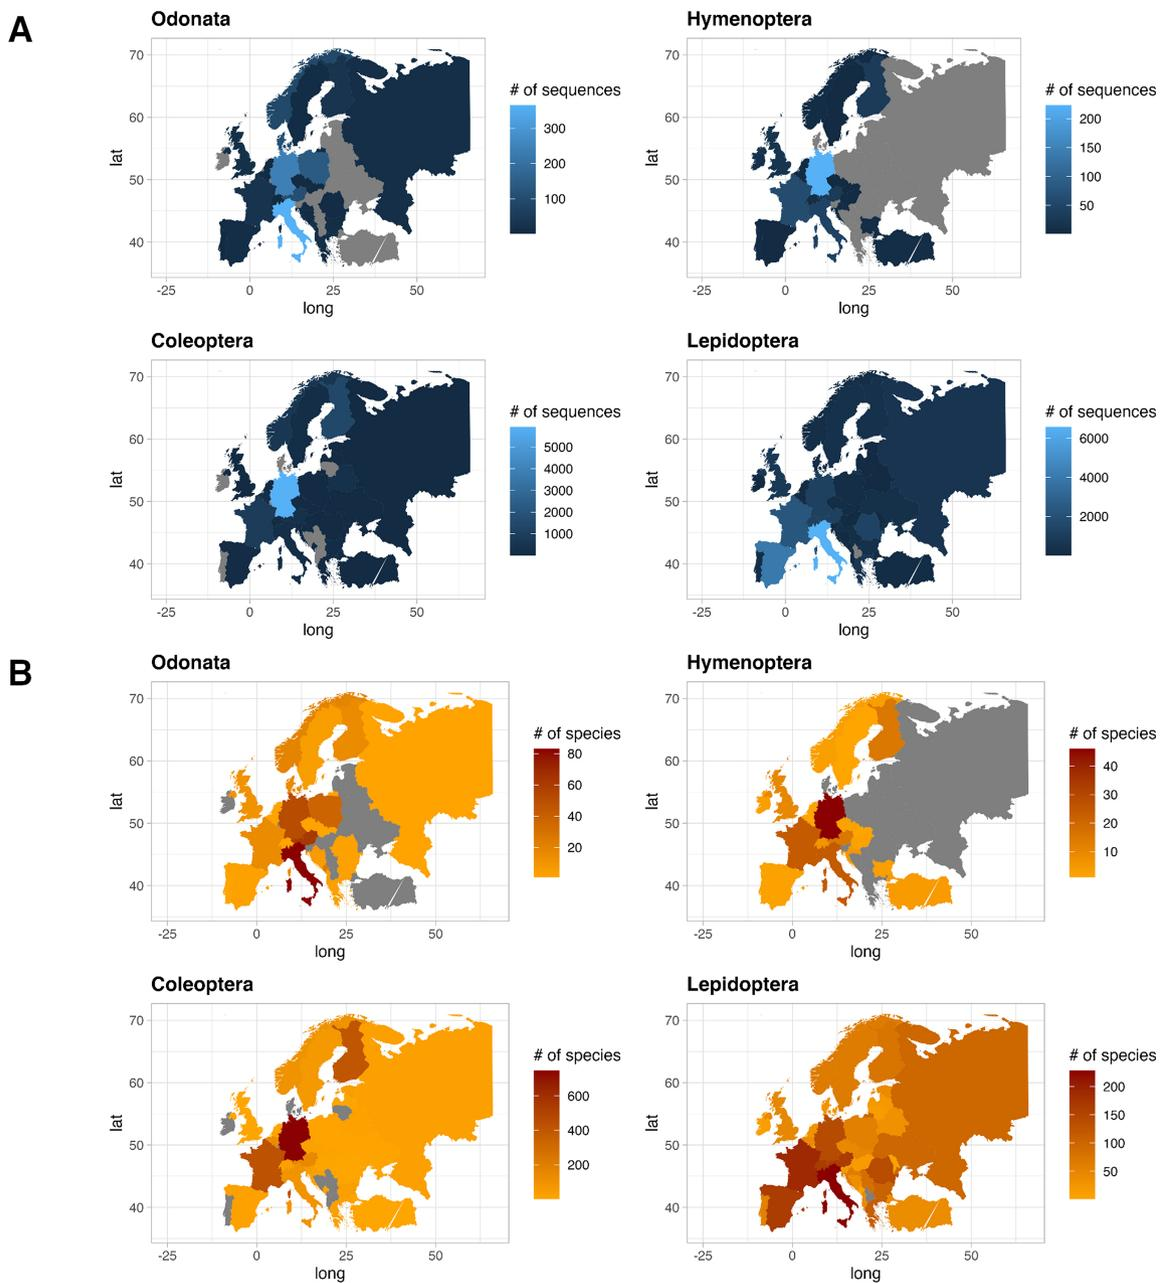 A
Odonata
70
60
50
40
lat
-25 0 25 50
long
# of sequences
300
200
100
Hymenoptera
70
60
50
40
lat
-25 0 25 50
long
# of sequences
200
150
100
50
Coleoptera
70
60
50
40
lat
-25 0 25 50
long
# of sequences
5000
4000
3000
2000
1000
Lepidoptera
70
60
50
40
lat
-25 0 25 50
long
# of sequences
6000
4000
2000
B
Odonata
70
60
50
40
lat
-25 0 25 50
long
# of species
80
60
40
20
Hymenoptera
70
60
50
40
lat
-25 0 25 50
long
# of species
40
30
20
10
Coleoptera
70
60
50
40
lat
-25 0 25 50
long
# of species
600
400
200
Lepidoptera
70
60
50
40
lat
-25 0 25 50
long
# of species
200
150
100
50